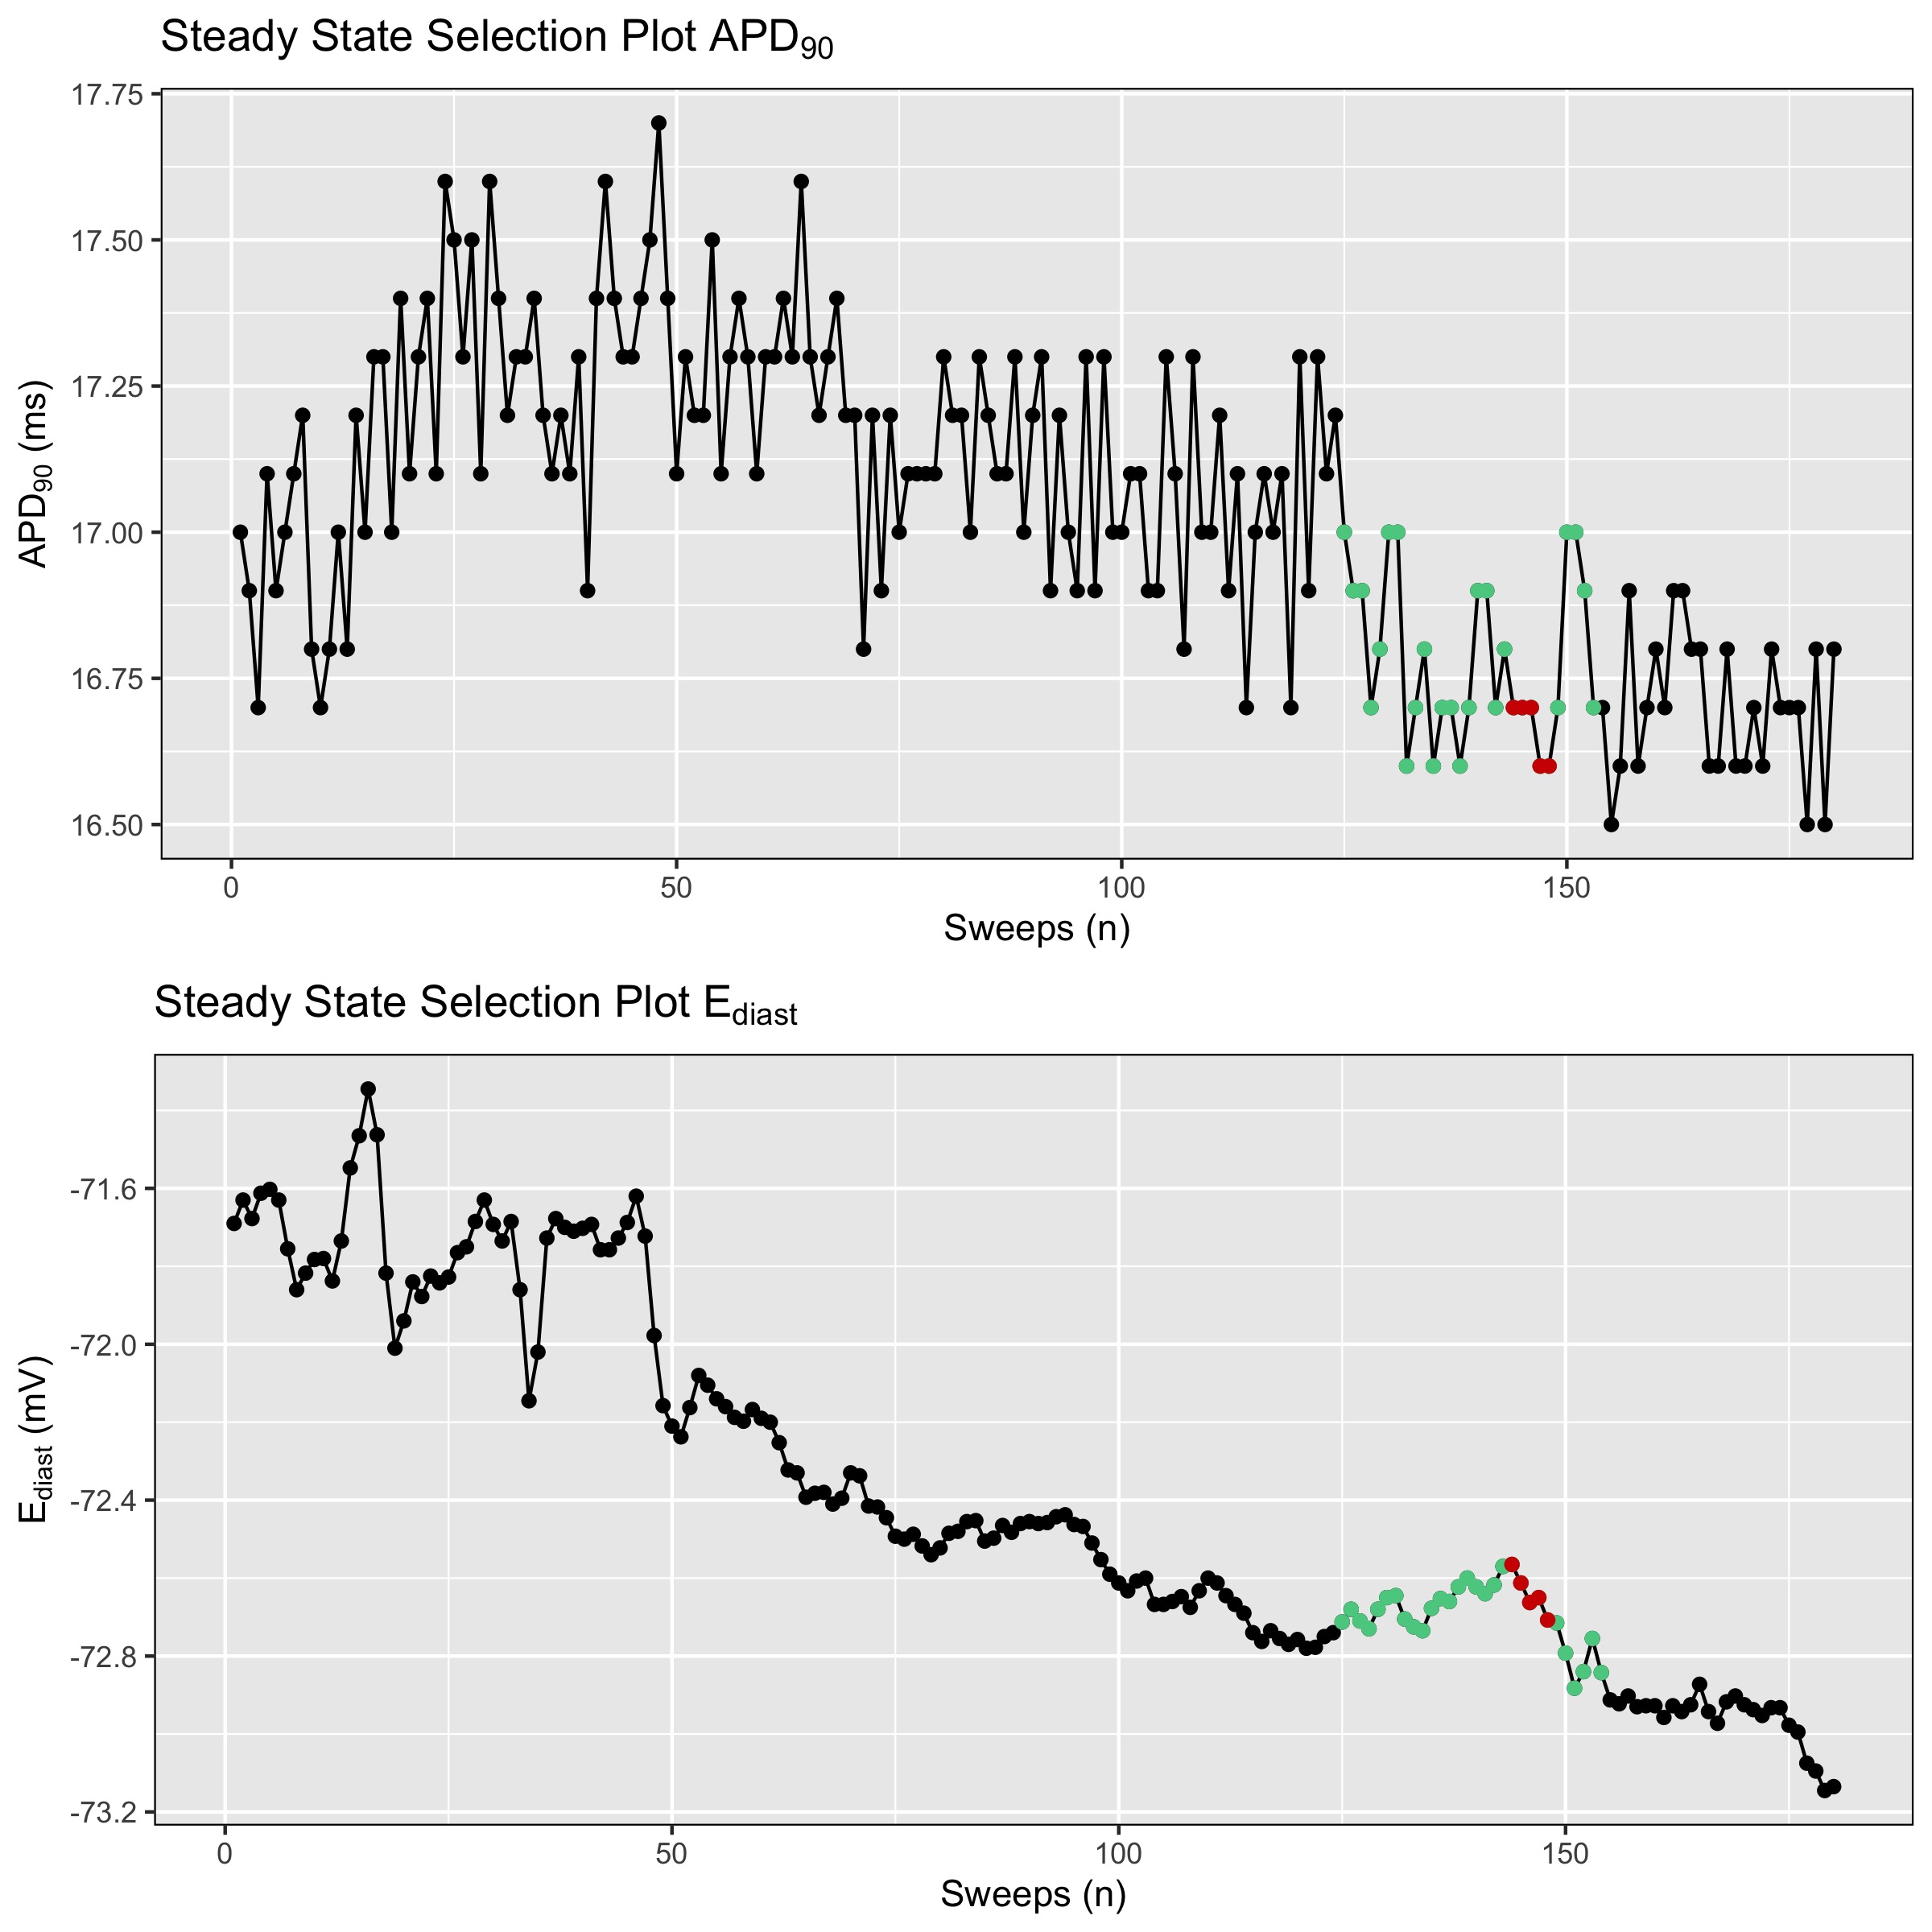 Steady State Selection Plot APD90
17.75
17.50
17.25
17.00
16.75
16.50
APD90 (ms)
0 50 100 150
Sweeps (n)
Steady State Selection Plot Ediast
-71.6
-72.0
-72.4
-72.8
-73.2
Ediast (mV)
0 50 100 150
Sweeps (n)